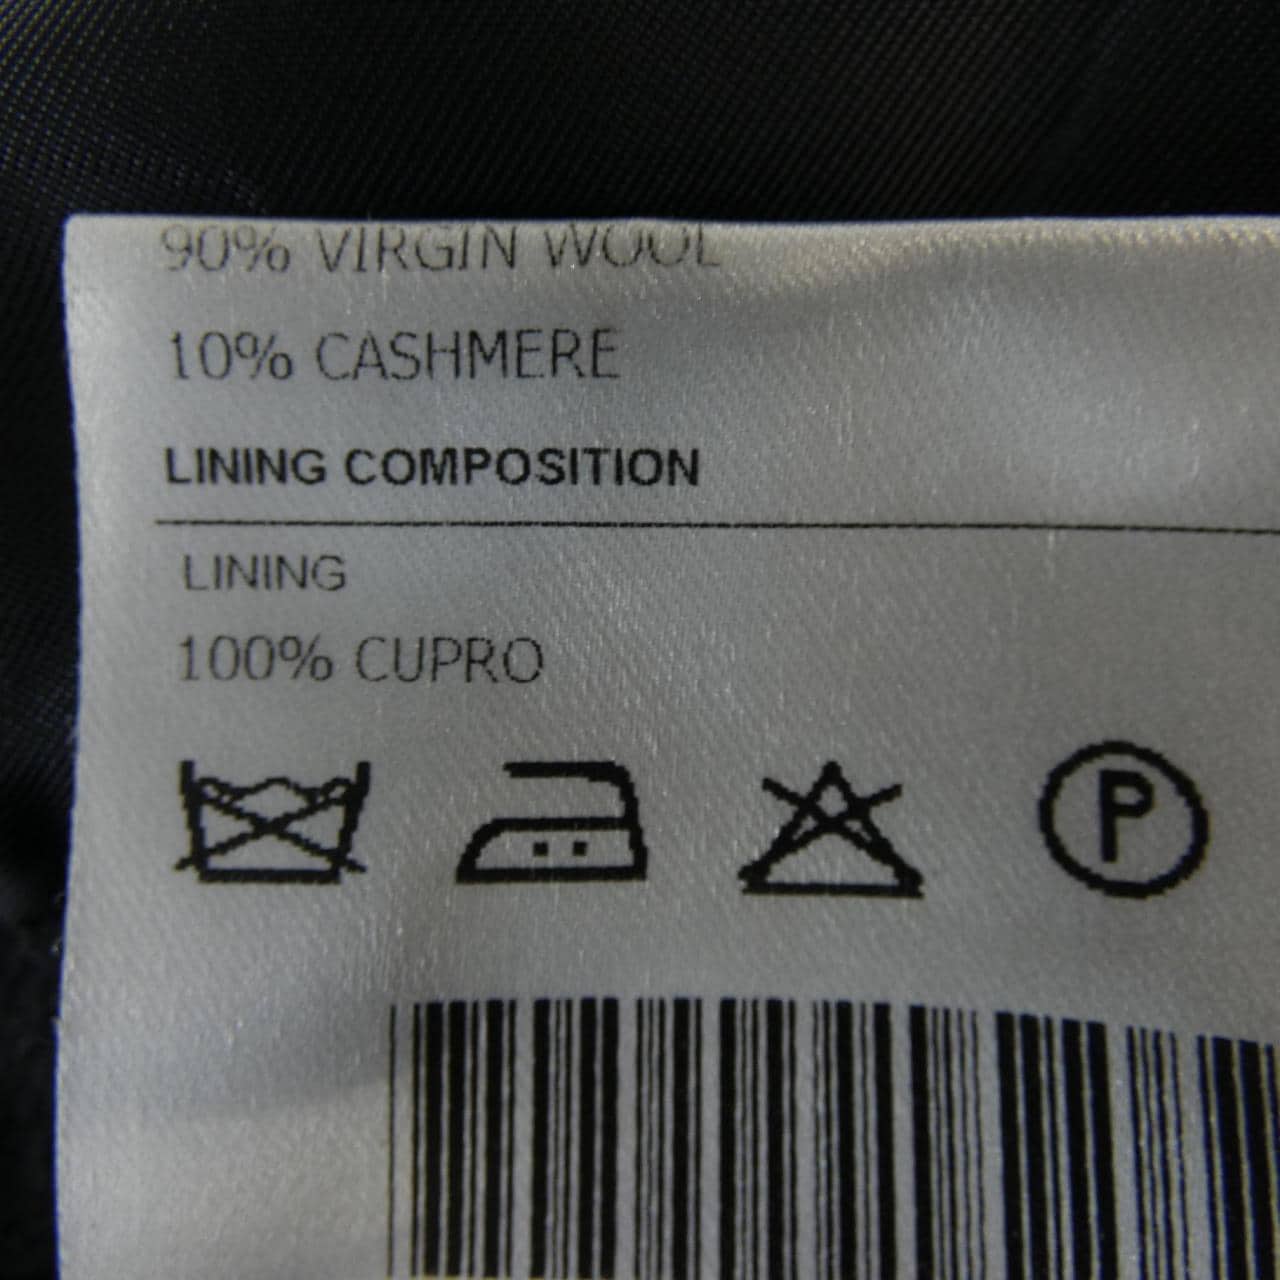 90% VIRGIN WOOL
10% CASHMERE
LINING COMPOSITION
LINING
100% CUPRO
P